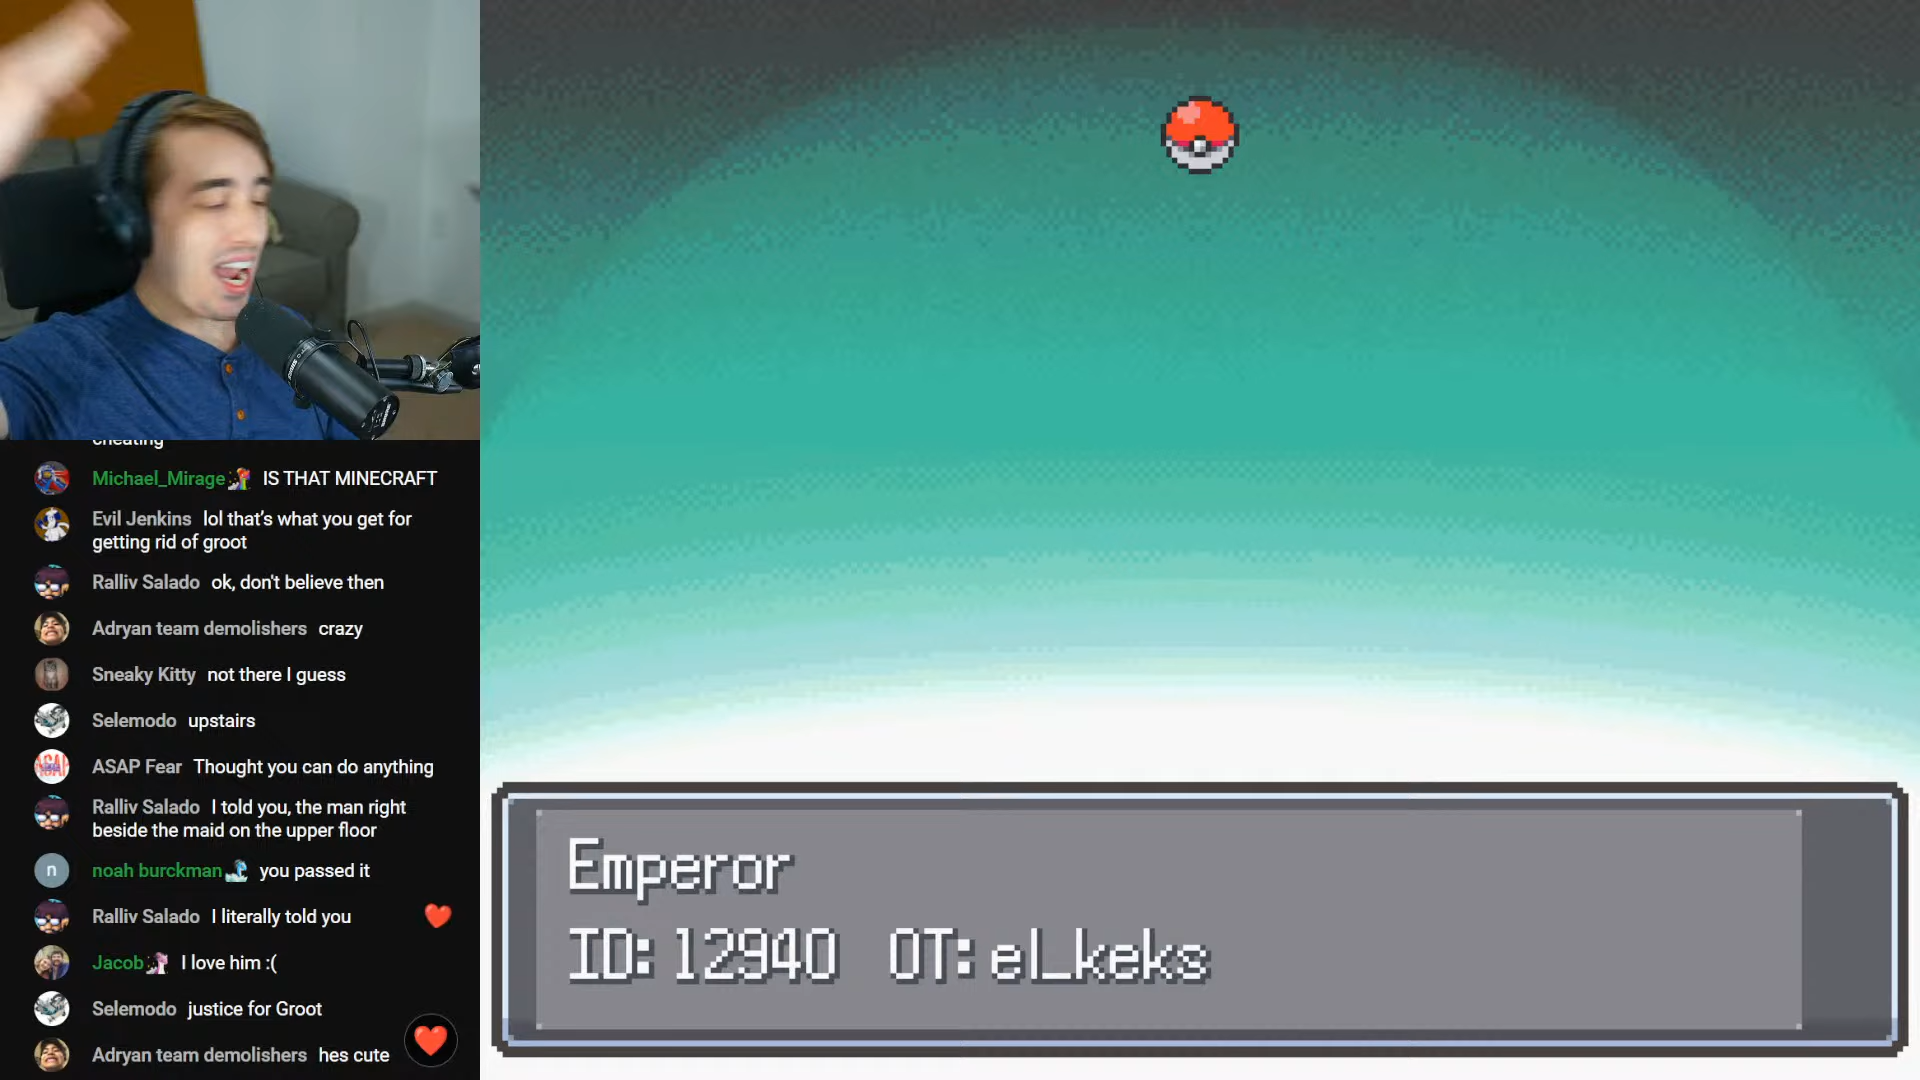 cheating
Michael_Mirage IS THAT MINECRAFT
Evil Jenkins lol that’s what you get for
getting rid of groot
Ralliv Salado ok, don't believe then
Adryan team demolishers crazy
Sneaky Kitty not there I guess
Selemodo upstairs
ASAP Fear Thought you can do anything
Ralliv Salado I told you, the man right
beside the maid on the upper floor
n noah burckman you passed it
Ralliv Salado I literally told you
Jacob I love him :(
Selemodo justice for Groot
Adryan team demolishers hes cute
Emperor
ID: 12940 OT: el_keks